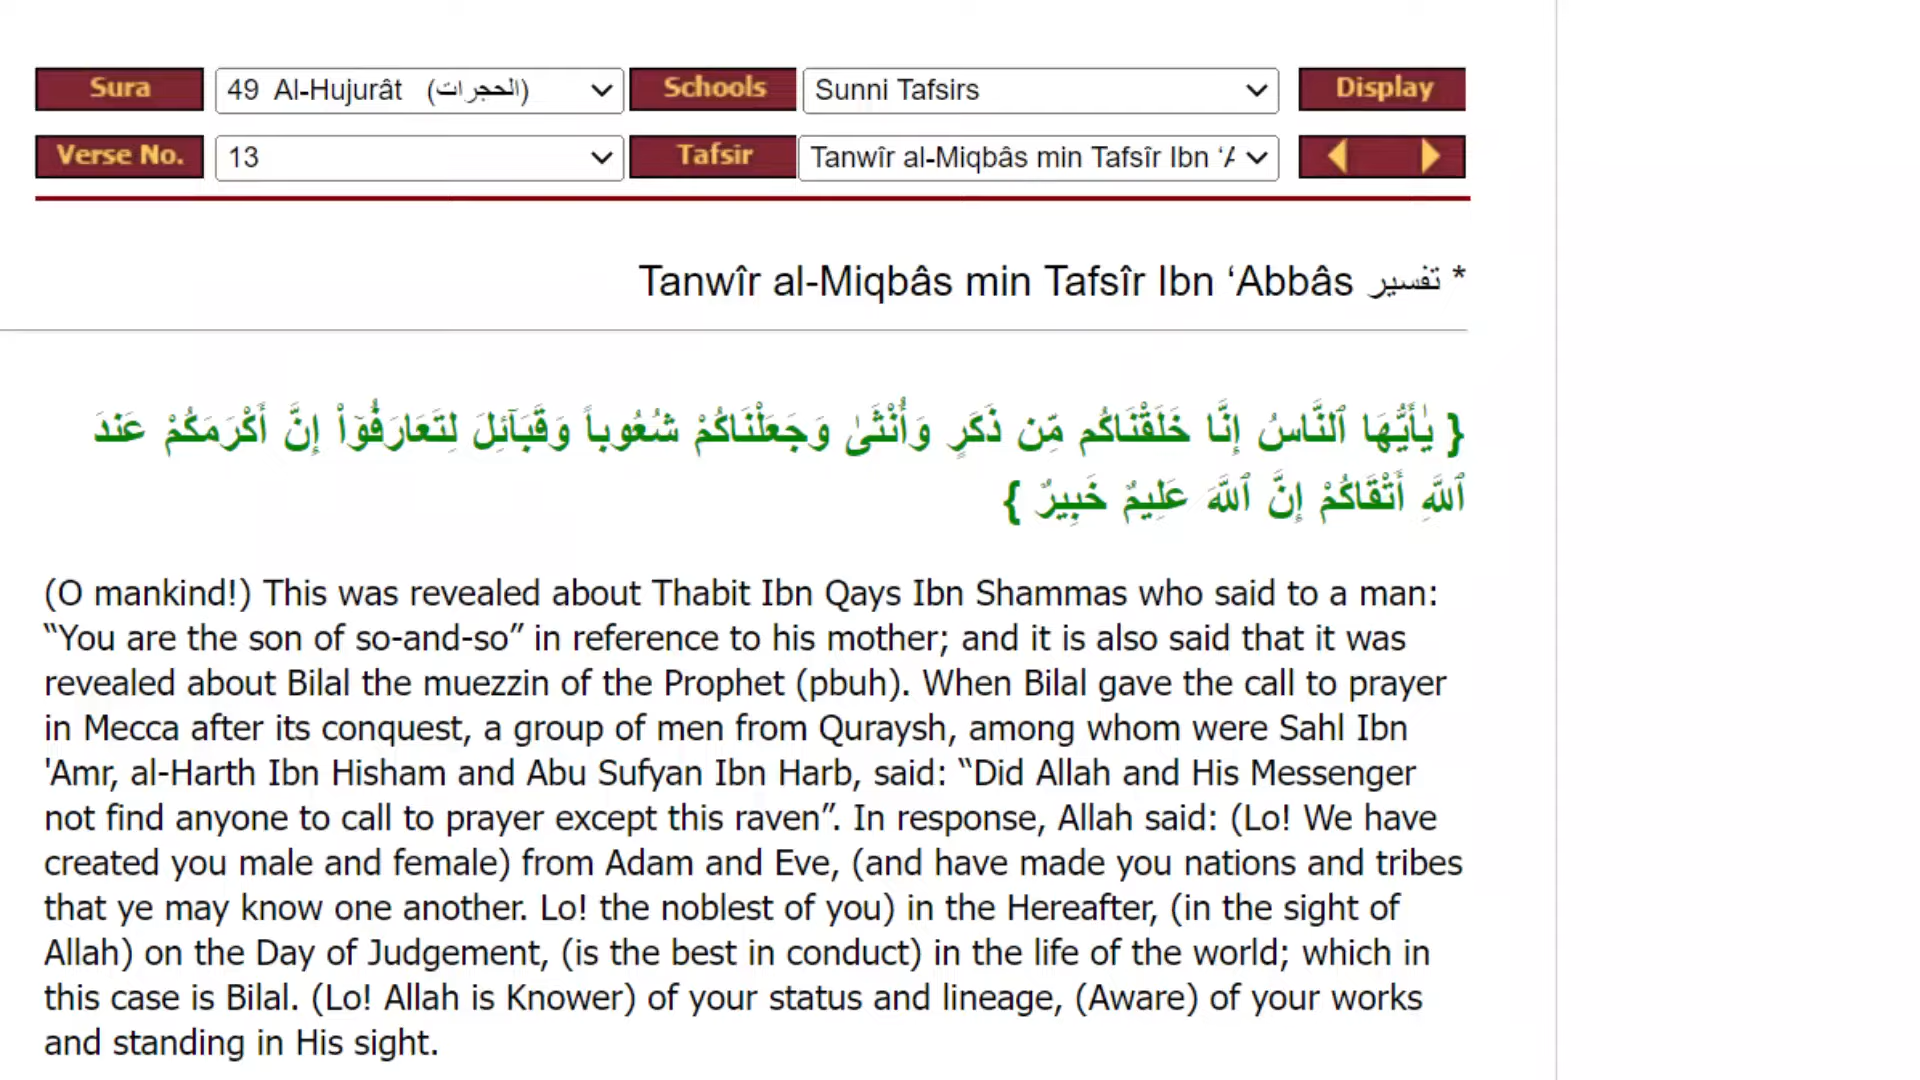 Sura 49 Al-Hujurât (الحجرات) Schools Sunni Tafsirs Display
Verse No. 13 Tafsir Tanwîr al-Miqbâs min Tafsîr Ibn ‘A
* تفسير Tanwîr al-Miqbâs min Tafsîr Ibn ‘Abbâs
{ يٰأَيُّهَا ٱلنَّاسُ إِنَّا خَلَقْنَاكُم مِّن ذَكَرٍ وَأُنْثَىٰ وَجَعَلْنَاكُمْ شُعُوباً وَقَبَآئِلَ لِتَعَارَفُوۤاْ إِنَّ أَكْرَمَكُمْ عَندَ
ٱللَّهِ أَتْقَاكُمْ إِنَّ ٱللَّهَ عَلِيمٌ خَبِيرٌ }
(O mankind!) This was revealed about Thabit Ibn Qays Ibn Shammas who said to a man:
“You are the son of so-and-so” in reference to his mother; and it is also said that it was
revealed about Bilal the muezzin of the Prophet (pbuh). When Bilal gave the call to prayer
in Mecca after its conquest, a group of men from Quraysh, among whom were Sahl Ibn
'Amr, al-Harth Ibn Hisham and Abu Sufyan Ibn Harb, said: “Did Allah and His Messenger
not find anyone to call to prayer except this raven”. In response, Allah said: (Lo! We have
created you male and female) from Adam and Eve, (and have made you nations and tribes
that ye may know one another. Lo! the noblest of you) in the Hereafter, (in the sight of
Allah) on the Day of Judgement, (is the best in conduct) in the life of the world; which in
this case is Bilal. (Lo! Allah is Knower) of your status and lineage, (Aware) of your works
and standing in His sight.